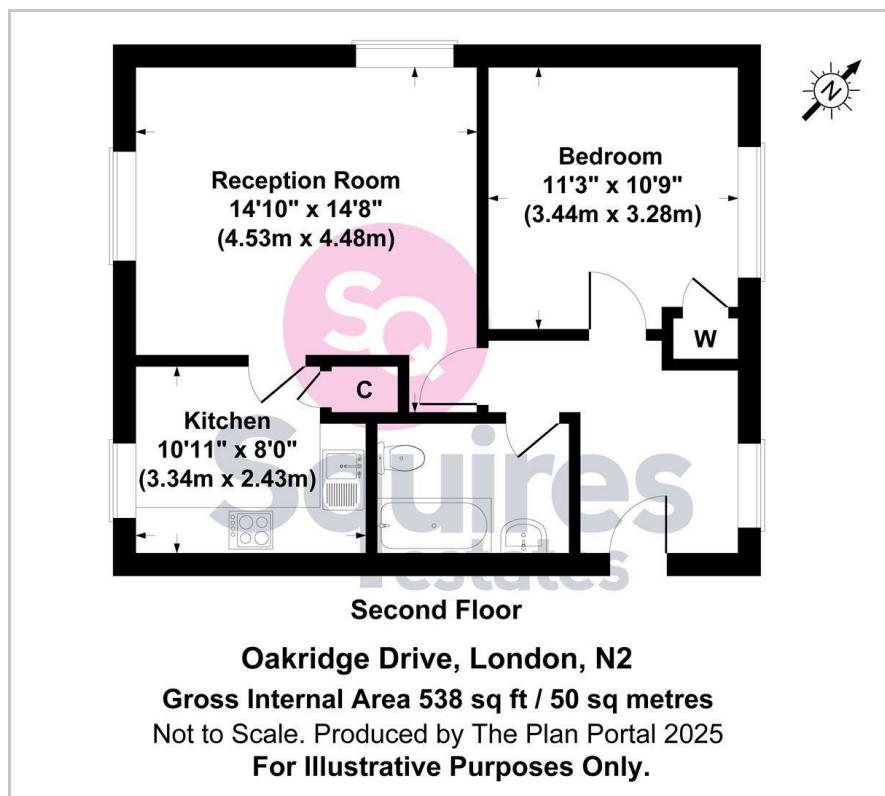 N
Reception Room
14'10" x 14'8"
(4.53m x 4.48m)
Bedroom
11'3" x 10'9"
(3.44m x 3.28m)
W
SQ
C
Kitchen
10'11" x 8'0"
(3.34m x 2.43m)
Squires
estates
Second Floor
Oakridge Drive, London, N2
Gross Internal Area 538 sq ft / 50 sq metres
Not to Scale. Produced by The Plan Portal 2025
For Illustrative Purposes Only.